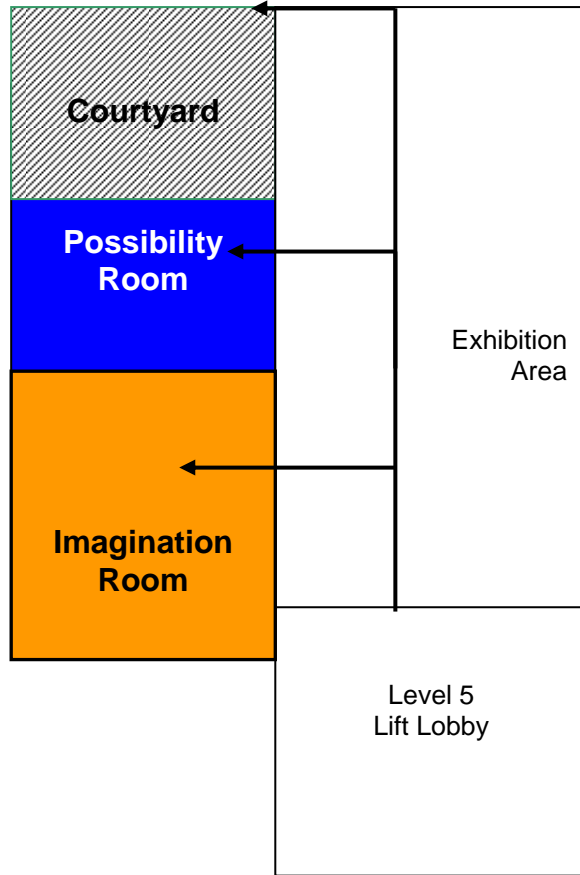 Courtyard
Possibility
Room
Exhibition
Area
Imagination
Room
Level 5
Lift Lobby